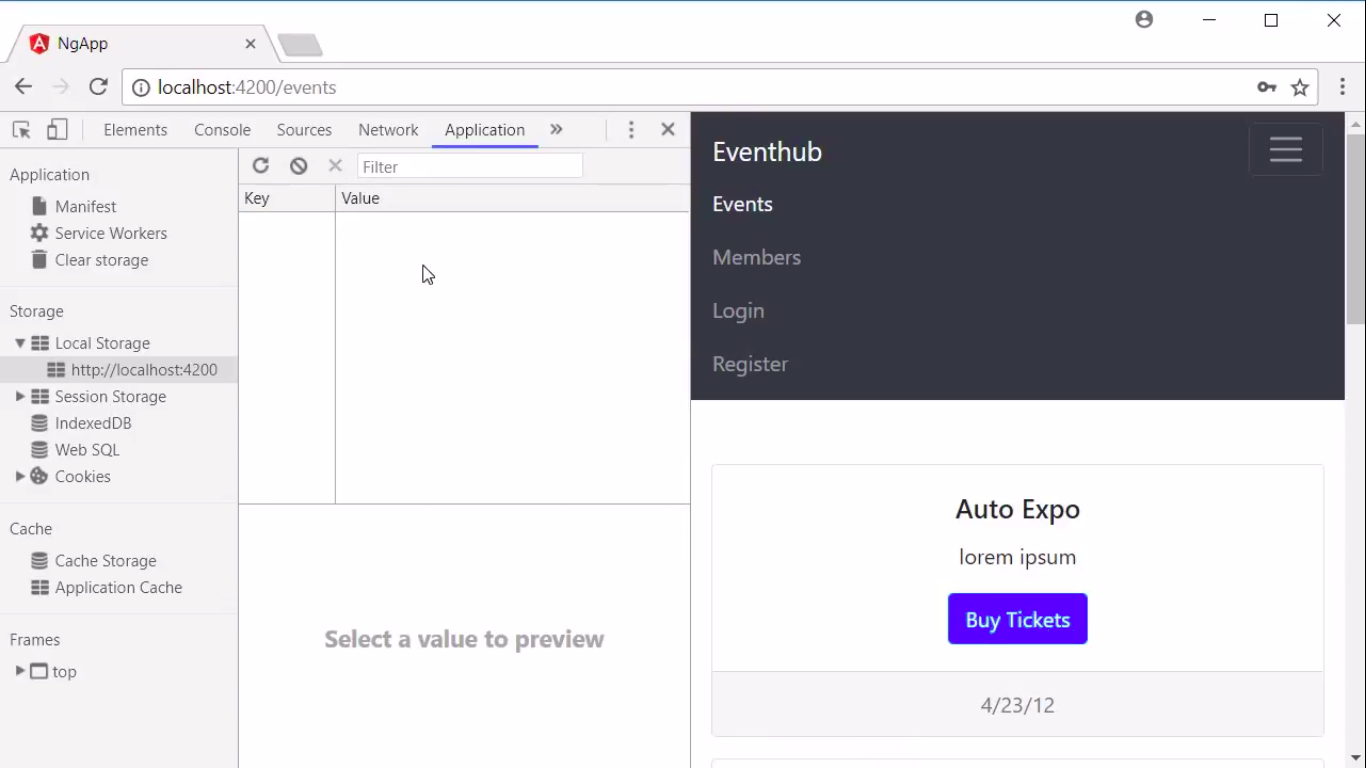 NgApp
localhost:4200/events
Elements Console Sources Network Application »
Filter
Key Value
Application
Manifest
Service Workers
Clear storage
Storage
Local Storage
http://localhost:4200
Session Storage
IndexedDB
Web SQL
Cookies
Cache
Cache Storage
Application Cache
Frames
top
Select a value to preview
Eventhub
Events
Members
Login
Register
Auto Expo
lorem ipsum
Buy Tickets
4/23/12